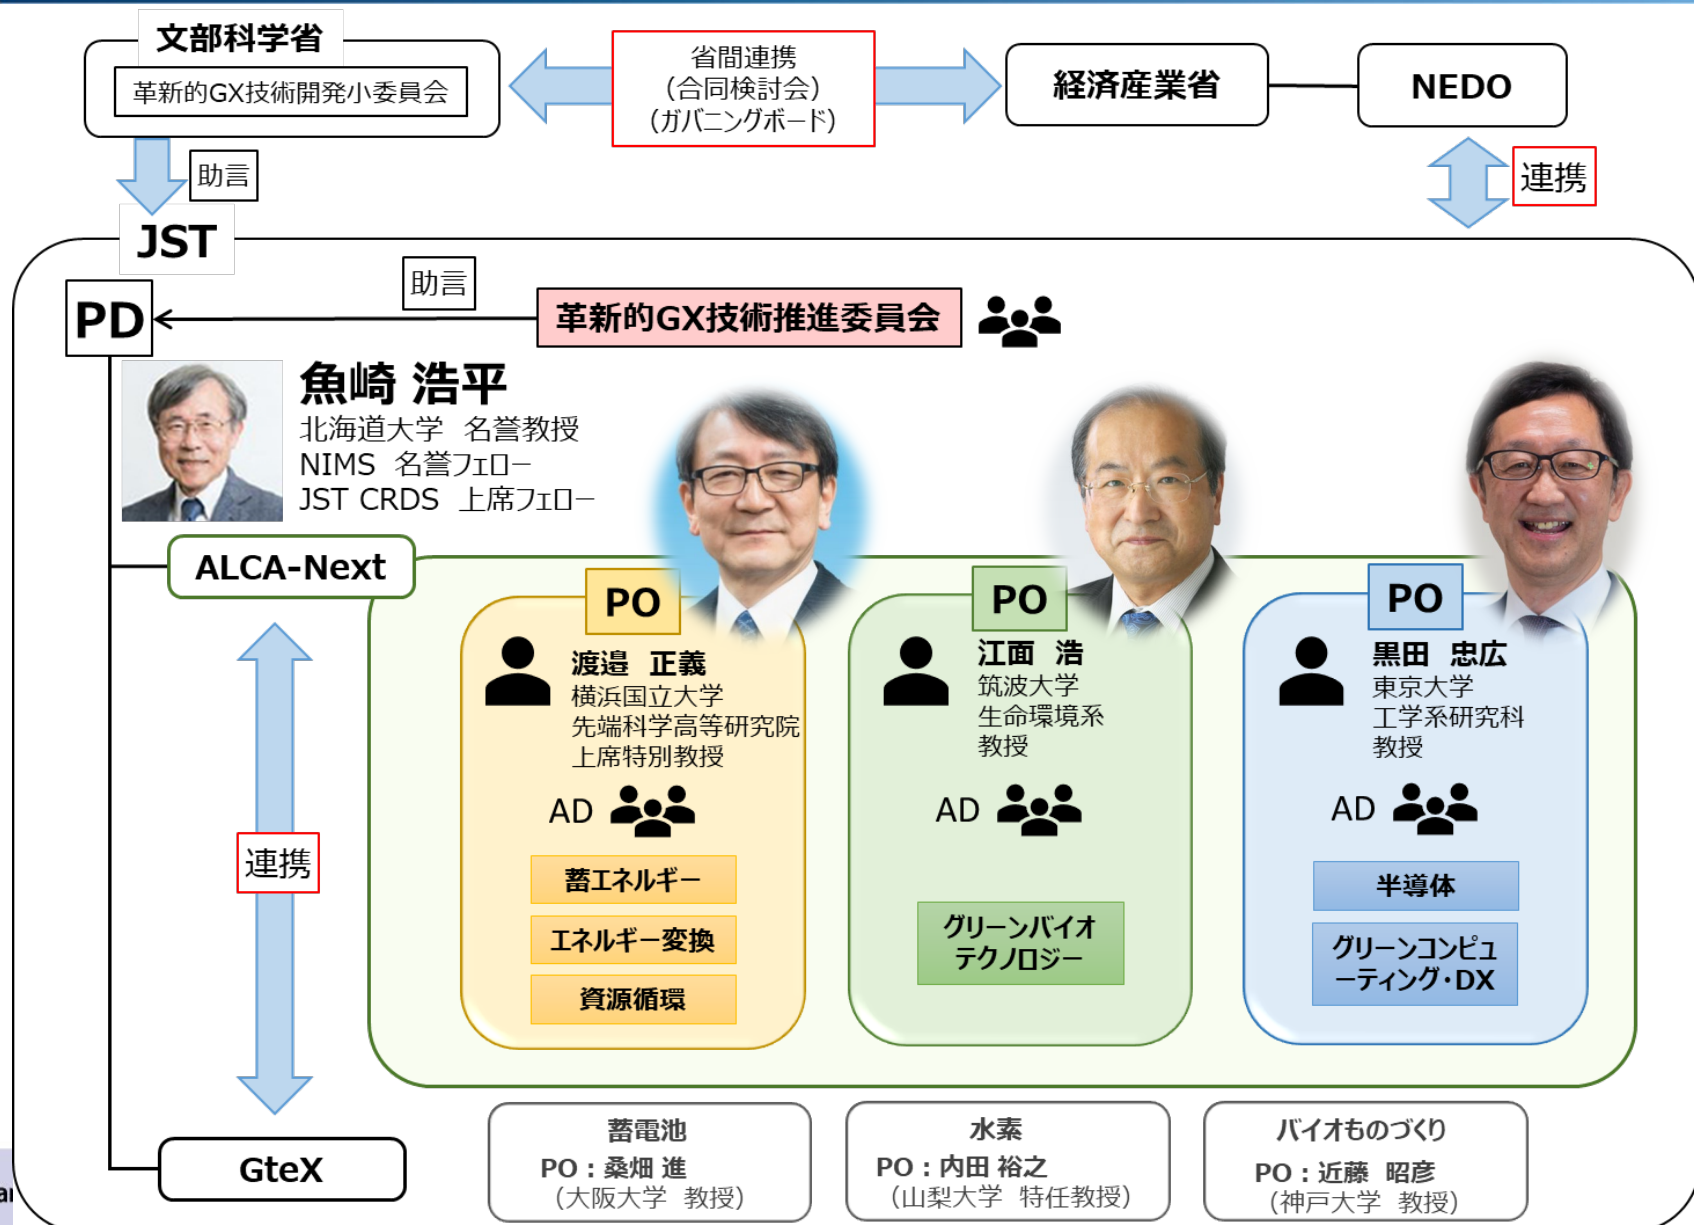 文部科学省
革新的GX技術開発小委員会
省間連携
(合同検討会)
(ガバニングボード)
経済産業省
NEDO
助言
連携
JST
PD
助言
革新的GX技術推進委員会
魚崎 浩平
北海道大学 名誉教授
NIMS 名誉フェロー
JST CRDS 上席フェロー
ALCA-Next
PO
渡邉 正義
横浜国立大学
先端科学高等研究院
上席特別教授
AD
蓄エネルギー
エネルギー変換
資源循環
PO
江面 浩
筑波大学
生命環境系
教授
AD
グリーンバイオ
テクノロジー
PO
黒田 忠広
東京大学
工学系研究科
教授
AD
半導体
グリーンコンピュ
ーティング・DX
連携
GteX
蓄電池
PO：桑畑 進
(大阪大学 教授)
水素
PO：内田 裕之
(山梨大学 特任教授)
バイオものづくり
PO：近藤 昭彦
(神戸大学 教授)